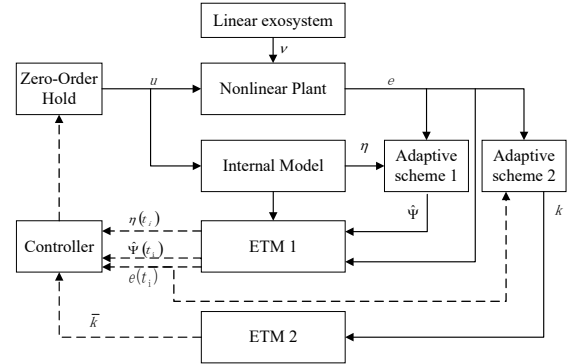 Linear exosystem
ν
Zero-Order
Hold
u
Nonlinear Plant
e
Internal Model
η
Adaptive
scheme 1
Adaptive
scheme 2
Ψ̂
k
Controller
η(t_i)
Ψ̂(t_i)
e(t_i)
ETM 1
k̅
ETM 2